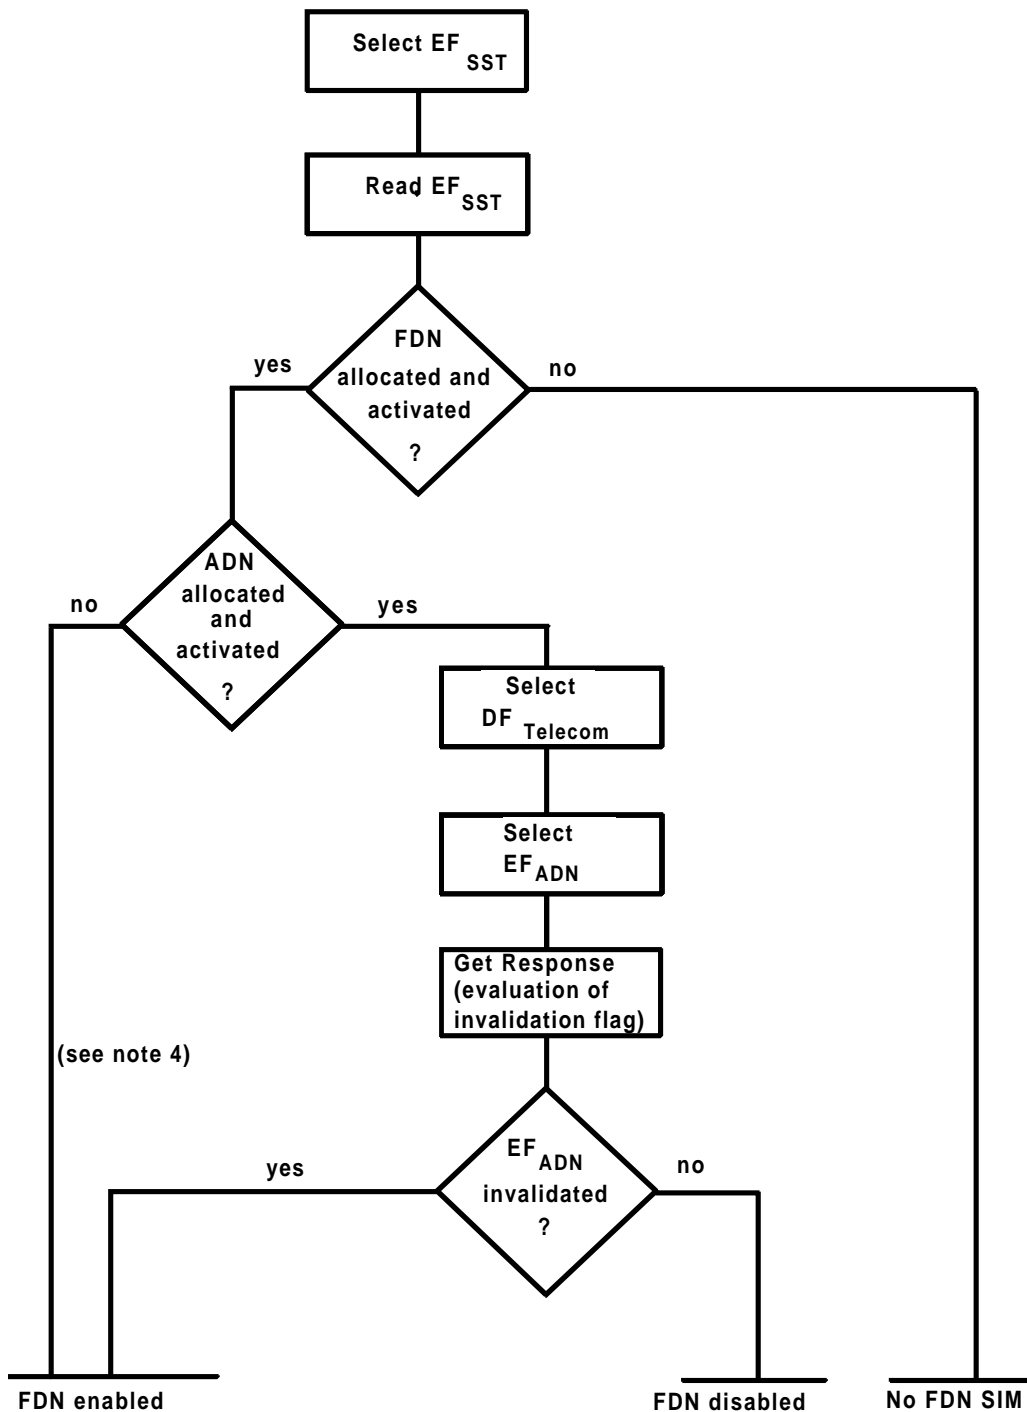 Select EF SST
Read EF SST
FDN
allocated and
activated
?
yes
no
ADN
allocated
and
activated
?
no
yes
Select
DF Telecom
Select
EF ADN
Get Response
(evaluation of
invalidation flag)
(see note 4)
EF ADN
invalidated
?
yes
no
FDN enabled
FDN disabled
No FDN SIM